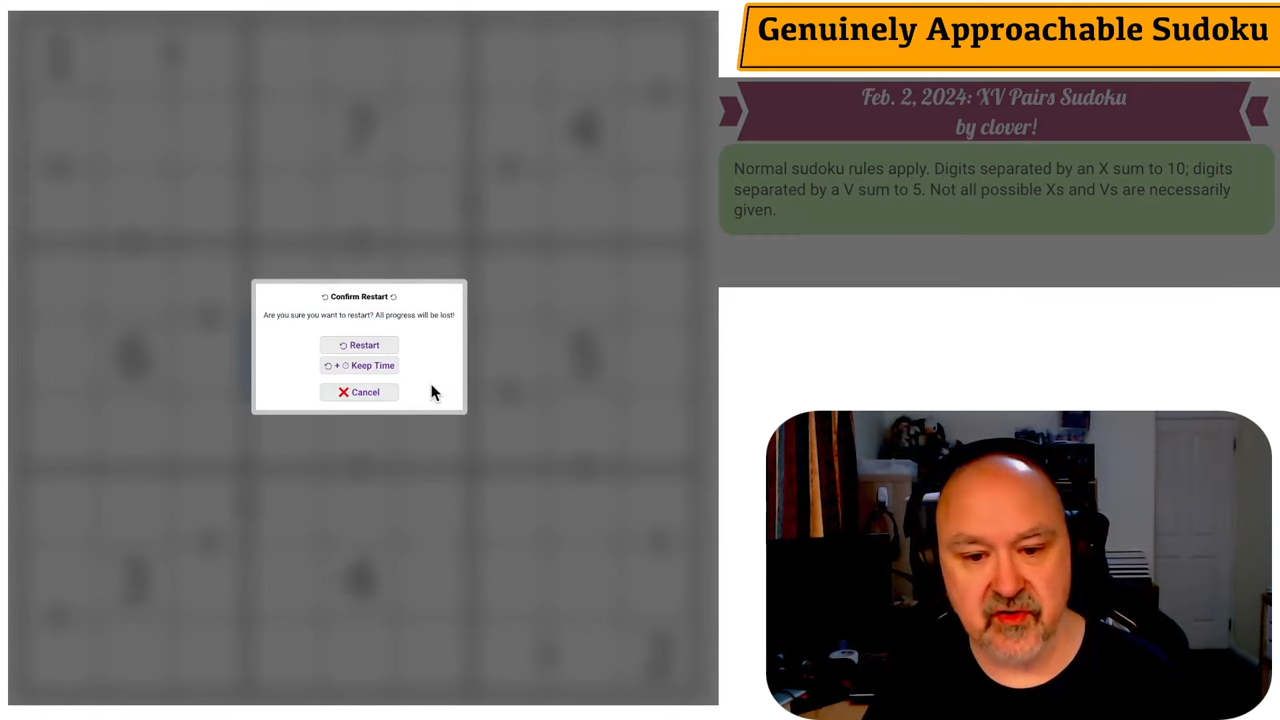 Genuinely Approachable Sudoku
Feb. 2, 2024: XV Pairs Sudoku
by clover!
Normal sudoku rules apply. Digits separated by an X sum to 10; digits
separated by a V sum to 5. Not all possible Xs and Vs are necessarily
given.
Confirm Restart
Are you sure you want to restart? All progress will be lost!
Restart
+ Keep Time
Cancel